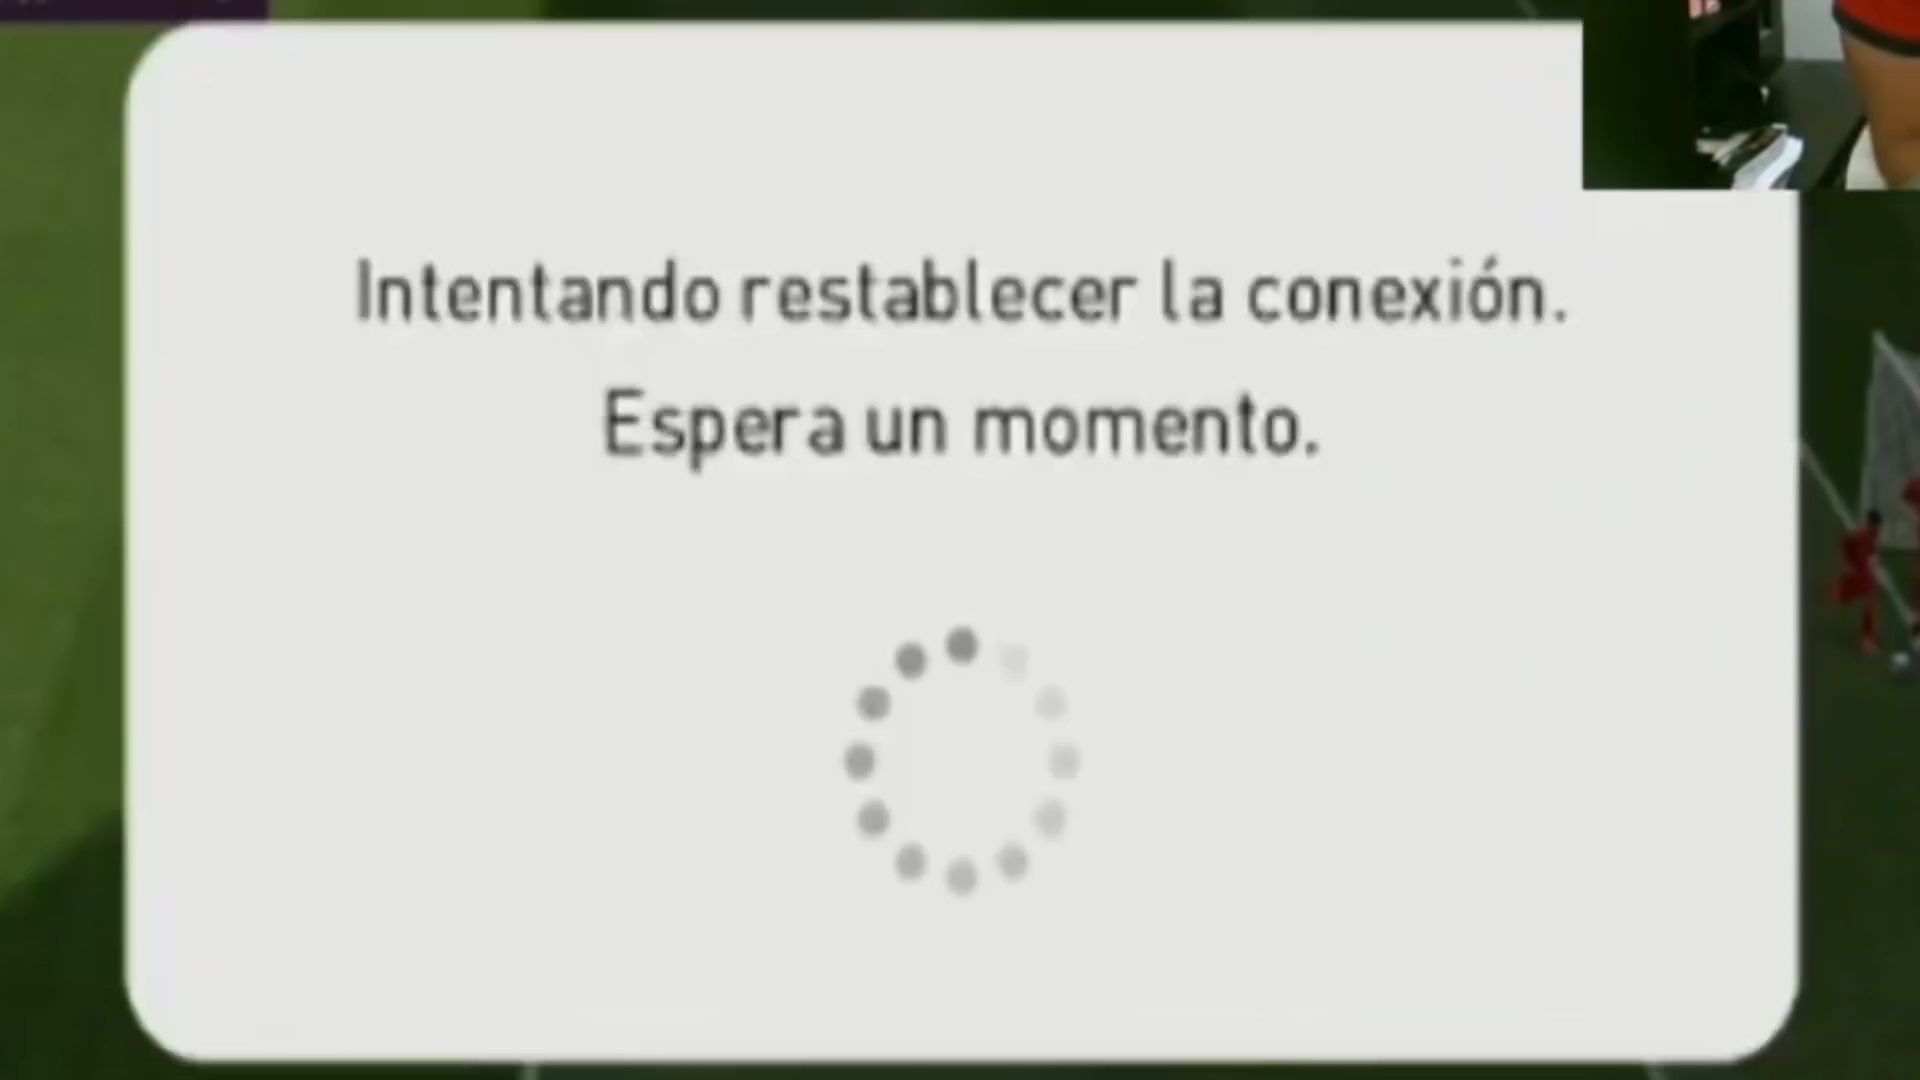 Intentando restablecer la conexión.
Espera un momento.